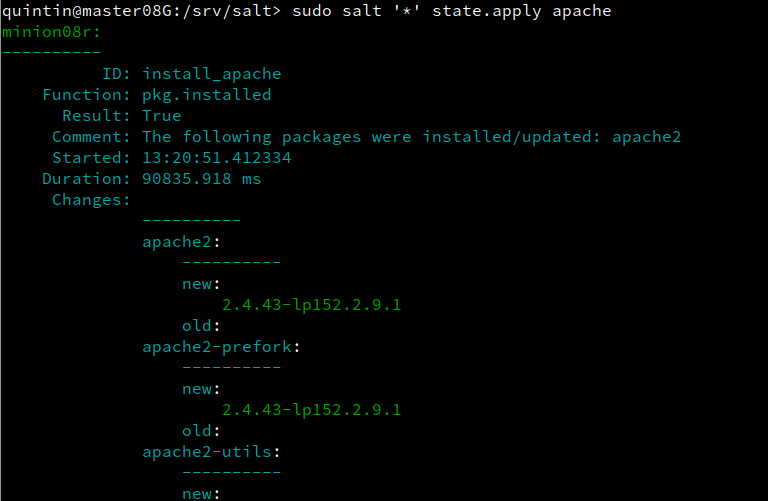 quintin@master08G:/srv/salt> sudo salt '*' state.apply apache
minion08r:
----------
ID: install_apache
Function: pkg.installed
Result: True
Comment: The following packages were installed/updated: apache2
Started: 13:20:51.412334
Duration: 90835.918 ms
Changes:
----------
apache2:
----------
new:
2.4.43-lp152.2.9.1
old:
apache2-prefork:
----------
new:
2.4.43-lp152.2.9.1
old:
apache2-utils:
----------
new: